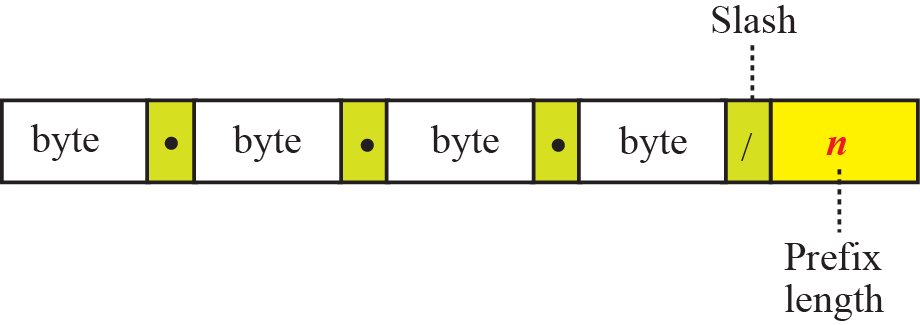 Slash
byte • byte • byte • byte / n
Prefix
length